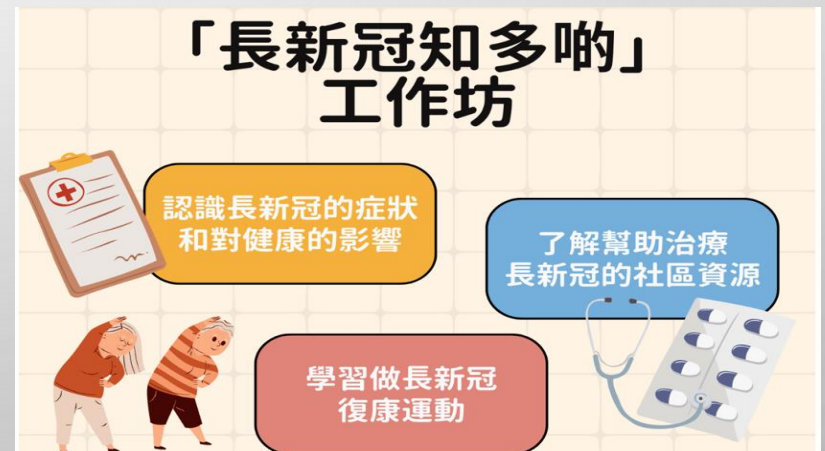 「長新冠知多啲」
工作坊
認識長新冠的症狀
和對健康的影響
了解幫助治療
長新冠的社區資源
學習做長新冠
復康運動